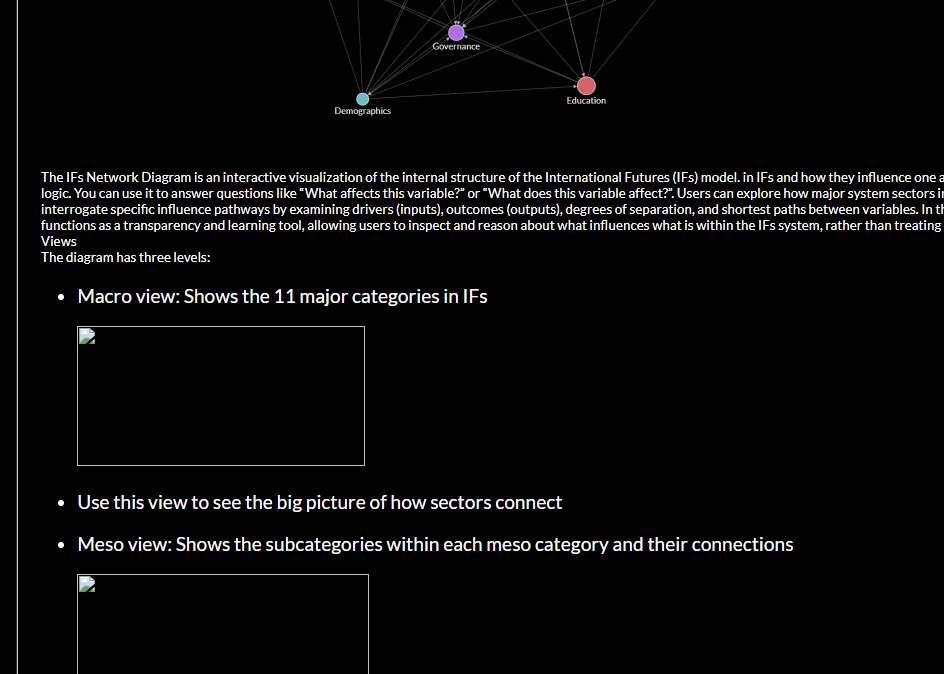 Governance
Demographics
Education
The IFs Network Diagram is an interactive visualization of the internal structure of the International Futures (IFs) model. in IFs and how they influence one a
logic. You can use it to answer questions like “What affects this variable?” or “What does this variable affect?”. Users can explore how major system sectors in
interrogate specific influence pathways by examining drivers (inputs), outcomes (outputs), degrees of separation, and shortest paths between variables. In th
functions as a transparency and learning tool, allowing users to inspect and reason about what influences what is within the IFs system, rather than treating
Views
The diagram has three levels:
• Macro view: Shows the 11 major categories in IFs
• Use this view to see the big picture of how sectors connect
• Meso view: Shows the subcategories within each meso category and their connections